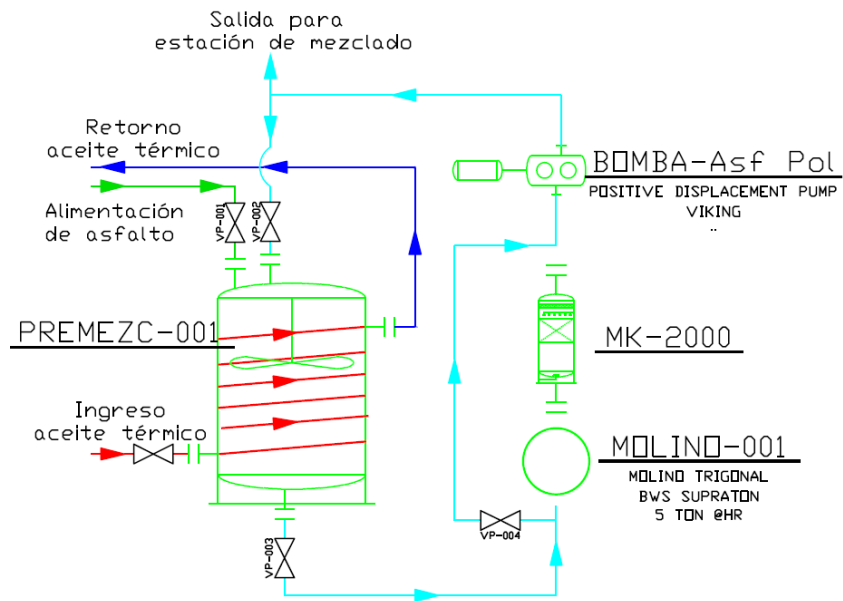 Salida para
estación de mezclado
Retorno
aceite térmico
BOMBA-Asf Pol
POSITIVE DISPLACEMENT PUMP
VIKING
..
Alimentación
de asfalto
VP-001
VP-002
PREMEZC-001
MK-2000
Ingreso
aceite térmico
MOLINO-001
MOLINO TRIGONAL
BWS SUPRATON
5 TON @HR
VP-003
VP-004